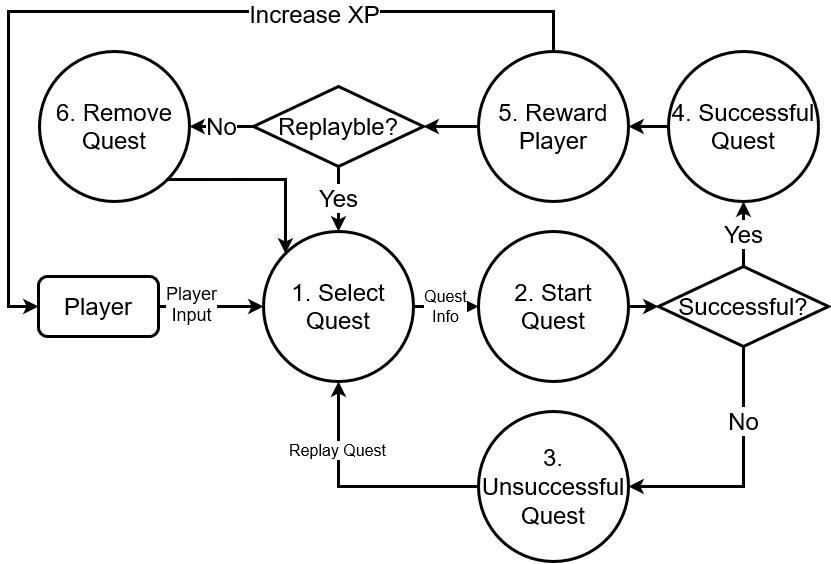 Increase XP
6. Remove
Quest
No
Replayble?
5. Reward
Player
4. Successful
Quest
Yes
Yes
Player
Player
Input
1. Select
Quest
Quest
Info
2. Start
Quest
Successful?
No
Replay Quest
3.
Unsuccessful
Quest